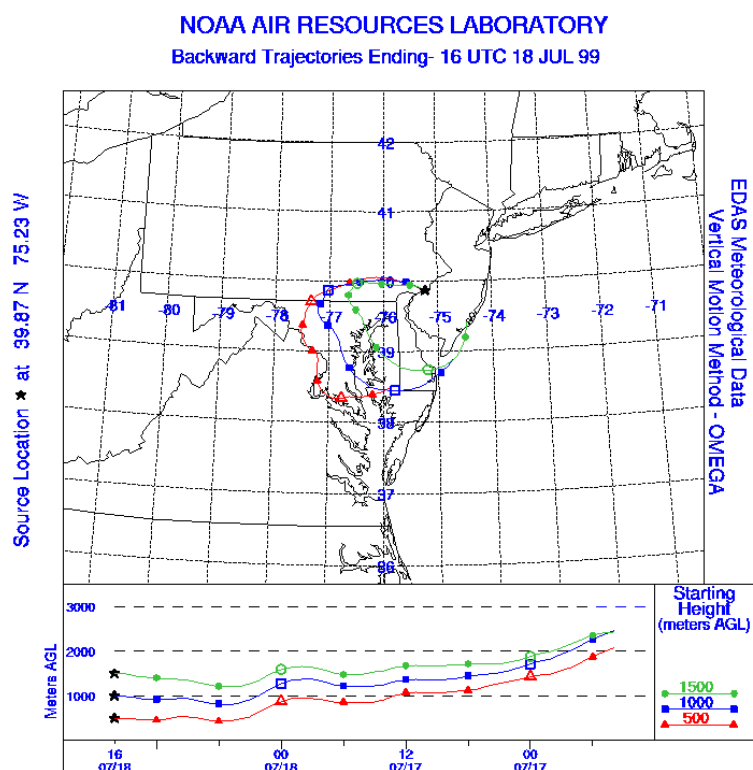 NOAA AIR RESOURCES LABORATORY
Backward Trajectories Ending- 16 UTC 18 JUL 99
Source Location ★ at 39.87 N 75.23 W
EDAS Meteorological Data
Vertical Motion Method - OMEGA
42
41
40
-81
-80
-79
-78
-77
-76
-75
-74
-73
-72
-71
39
38
37
36
Meters AGL
3000
2000
1000
16 00 12 00
07/18 07/18 07/17 07/17
Starting
Height
(meters AGL)
1500
1000
500